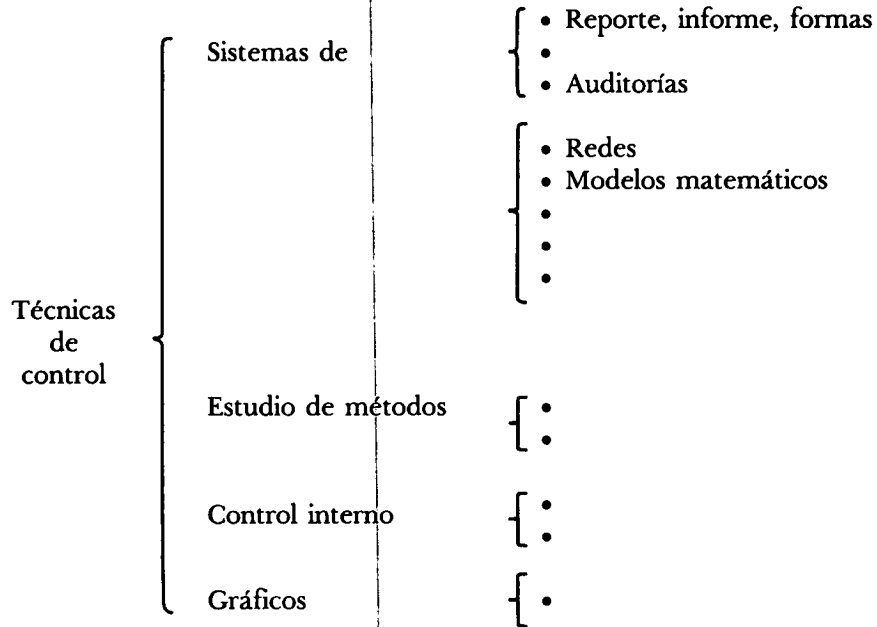 Reporte, informe, formas
Sistemas de
Auditorías
Redes
Modelos matemáticos
Técnicas
de
control
Estudio de métodos
Control interno
Gráficos